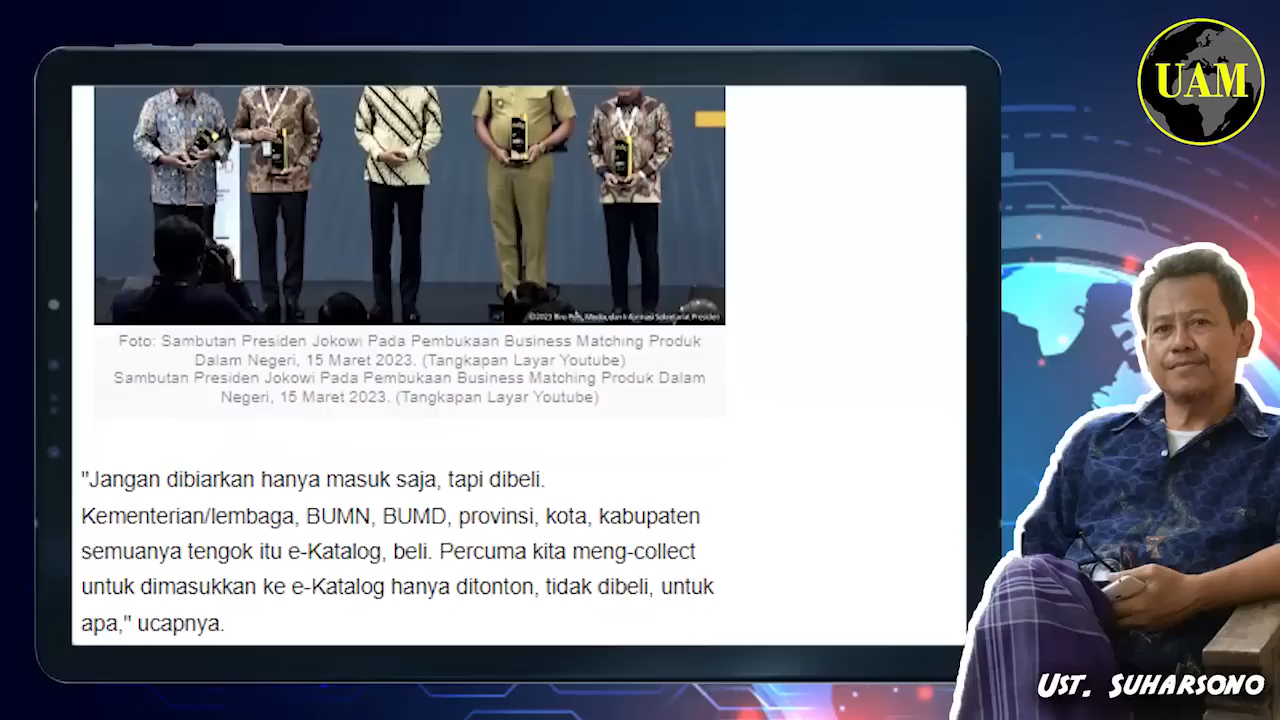 UAM
©2023 Biro Pers, Media, dan Informasi Sekretariat Presiden
Foto: Sambutan Presiden Jokowi Pada Pembukaan Business Matching Produk
Dalam Negeri, 15 Maret 2023. (Tangkapan Layar Youtube)
Sambutan Presiden Jokowi Pada Pembukaan Business Matching Produk Dalam
Negeri, 15 Maret 2023. (Tangkapan Layar Youtube)
"Jangan dibiarkan hanya masuk saja, tapi dibeli.
Kementerian/lembaga, BUMN, BUMD, provinsi, kota, kabupaten
semuanya tengok itu e-Katalog, beli. Percuma kita meng-collect
untuk dimasukkan ke e-Katalog hanya ditonton, tidak dibeli, untuk
apa," ucapnya.
UST. SUHARSONO